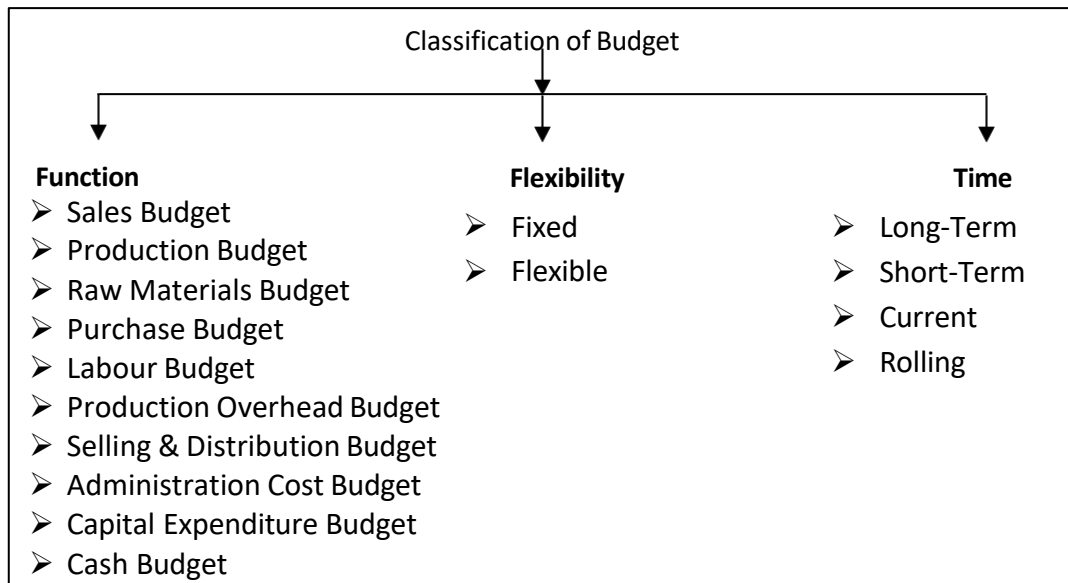 Classification of Budget
Function
➢ Sales Budget
➢ Production Budget
➢ Raw Materials Budget
➢ Purchase Budget
➢ Labour Budget
➢ Production Overhead Budget
➢ Selling & Distribution Budget
➢ Administration Cost Budget
➢ Capital Expenditure Budget
➢ Cash Budget
Flexibility
➢ Fixed
➢ Flexible
Time
➢ Long-Term
➢ Short-Term
➢ Current
➢ Rolling